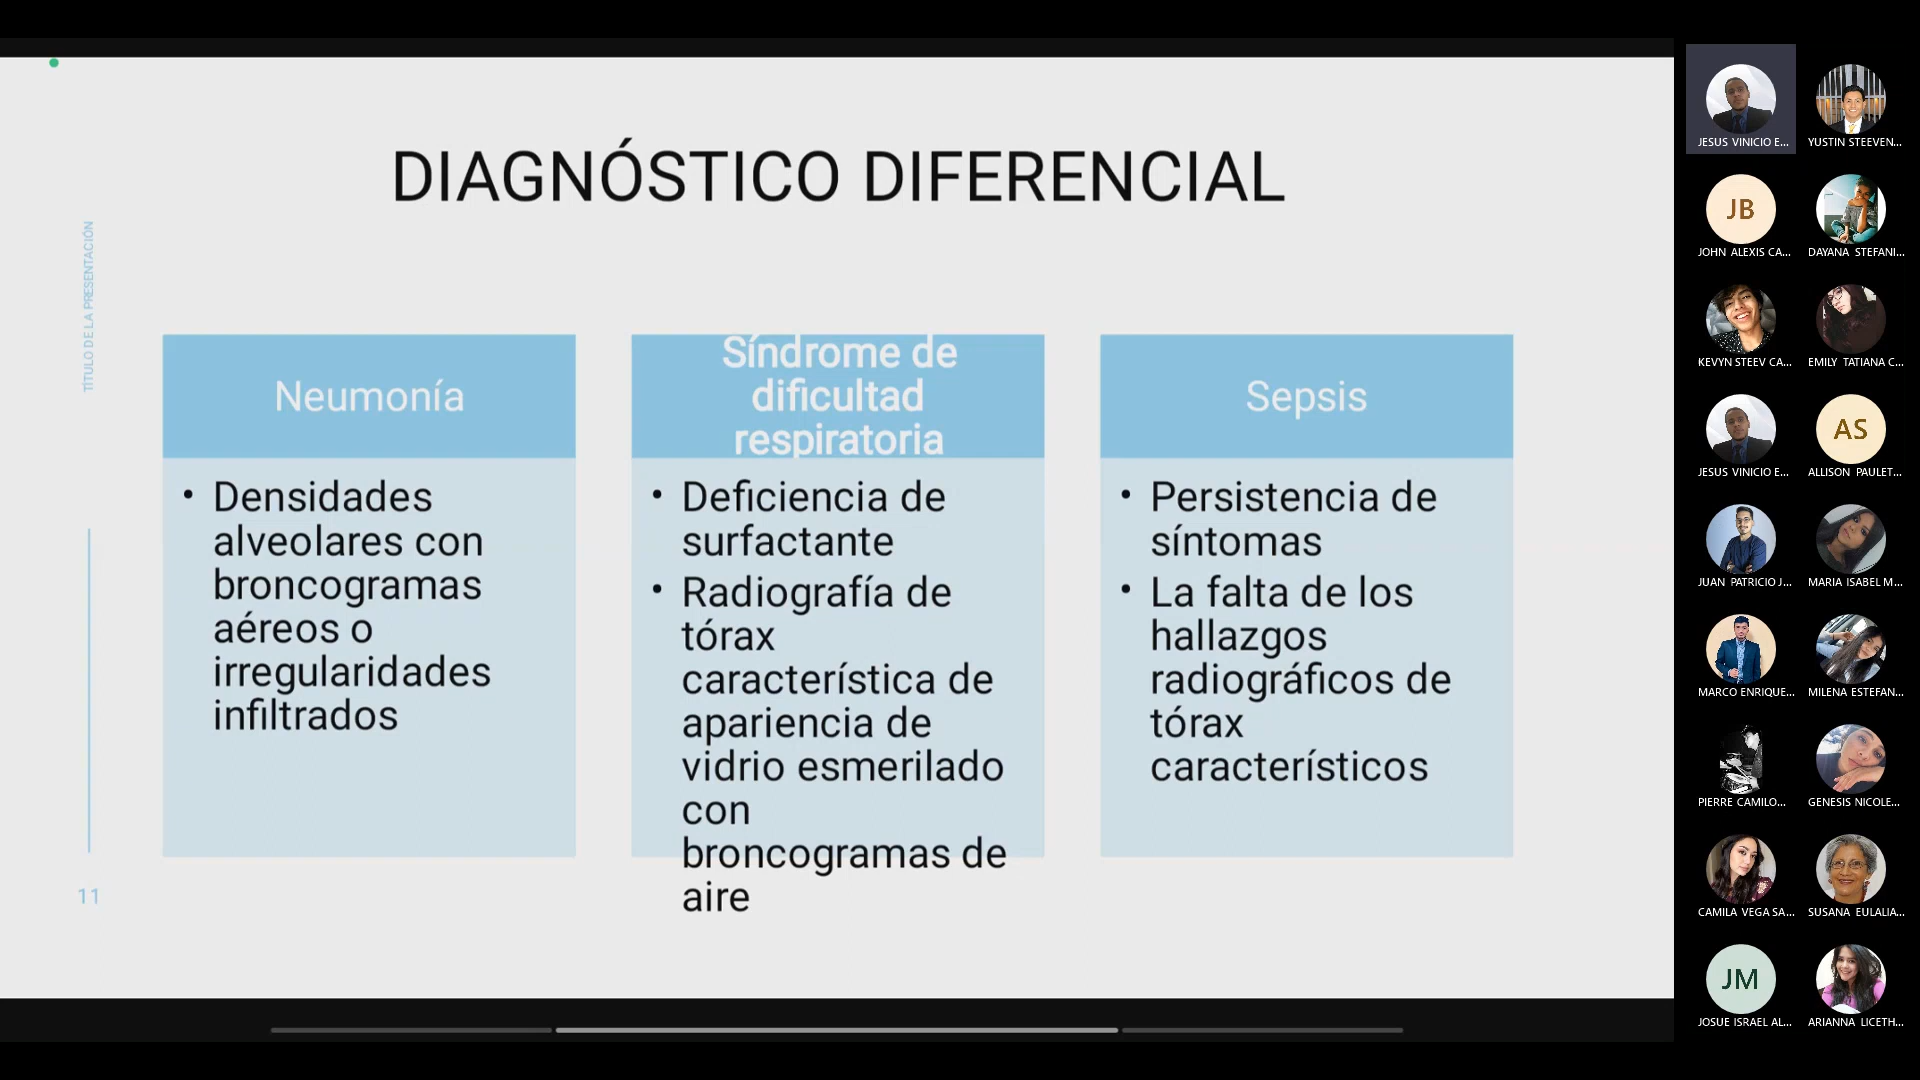 DIAGNÓSTICO DIFERENCIAL
TÍTULO DE LA PRESENTACIÓN
11
Neumonía
• Densidades
alveolares con
broncogramas
aéreos o
irregularidades
infiltrados
Síndrome de
dificultad
respiratoria
• Deficiencia de
surfactante
• Radiografía de
tórax
característica de
apariencia de
vidrio esmerilado
con
broncogramas de
aire
Sepsis
• Persistencia de
síntomas
• La falta de los
hallazgos
radiográficos de
tórax
característicos
JESUS VINICIO E...
YUSTIN STEEVEN...
JB
JOHN ALEXIS CA...
DAYANA STEFANI...
KEVYN STEEV CA...
EMILY TATIANA C...
JESUS VINICIO E...
AS
ALLISON PAULET...
JUAN PATRICIO J...
MARIA ISABEL M...
MARCO ENRIQUE...
MILENA ESTEFAN...
PIERRE CAMILO...
GENESIS NICOLE...
CAMILA VEGA SA...
SUSANA EULALIA...
JM
JOSUE ISRAEL AL...
ARIANNA LICETH...